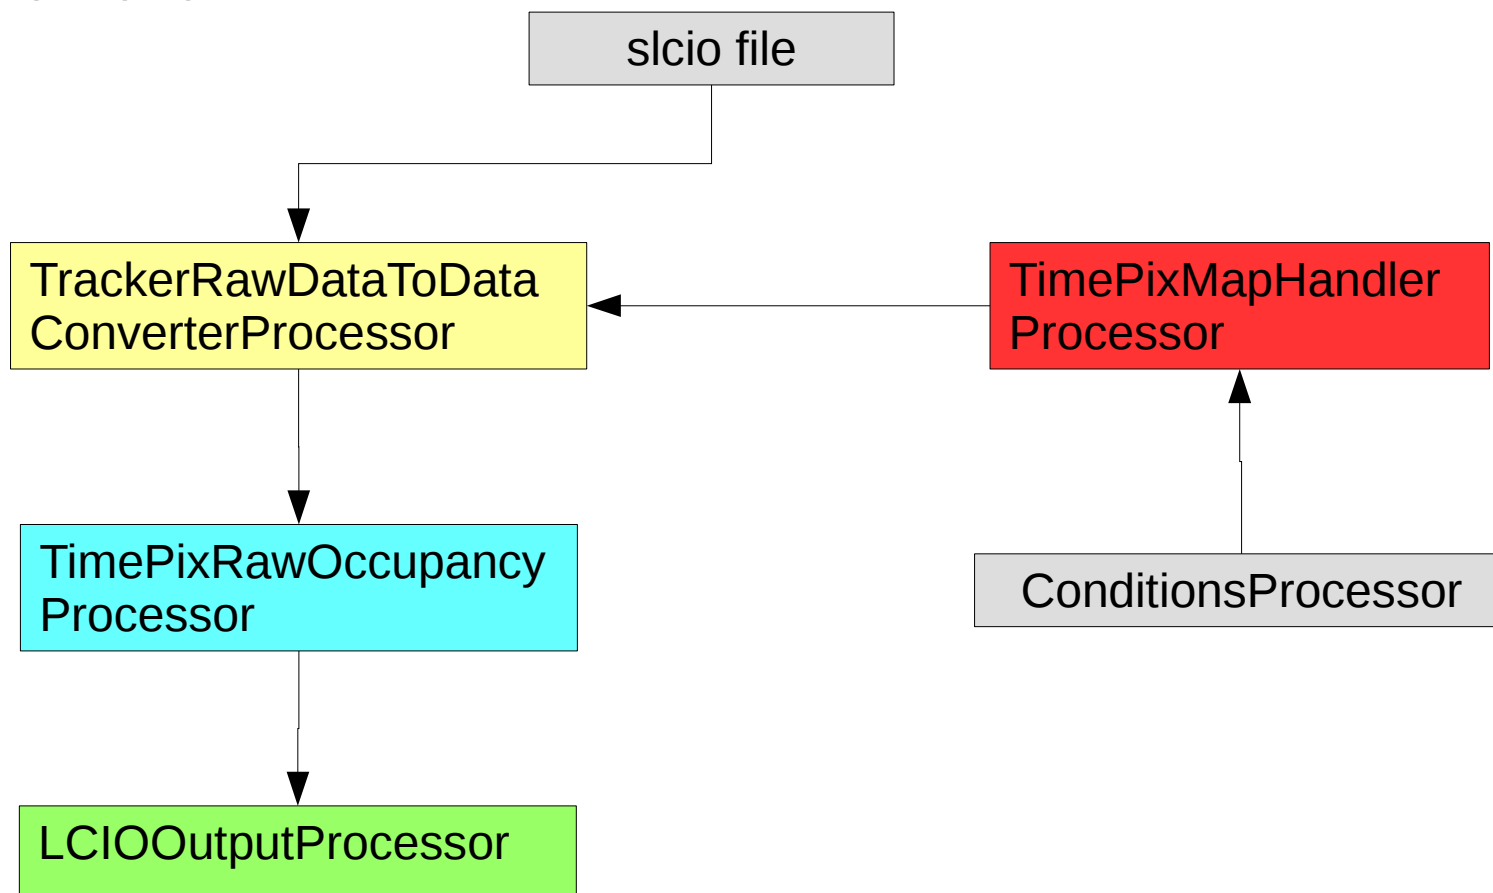 slcio file
TrackerRawDataToData
ConverterProcessor
TimePixMapHandler
Processor
TimePixRawOccupancy
Processor
ConditionsProcessor
LCIOOutputProcessor